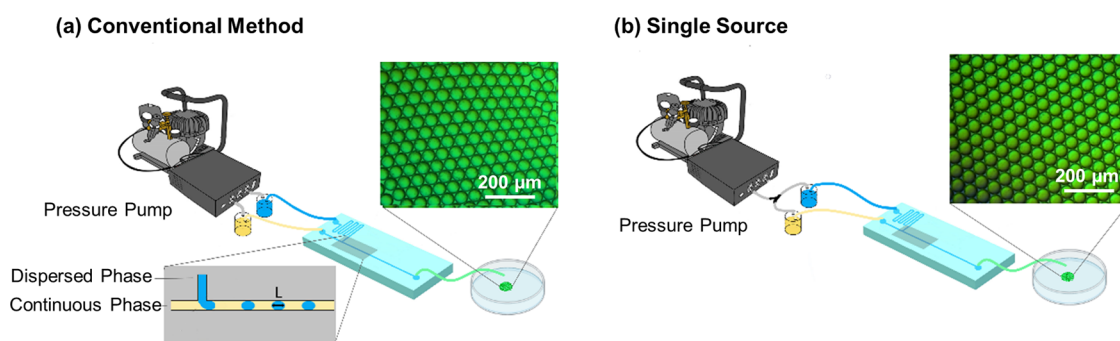 (a) Conventional Method
200 µm
Pressure Pump
Dispersed Phase
L
Continuous Phase
(b) Single Source
200 µm
Pressure Pump